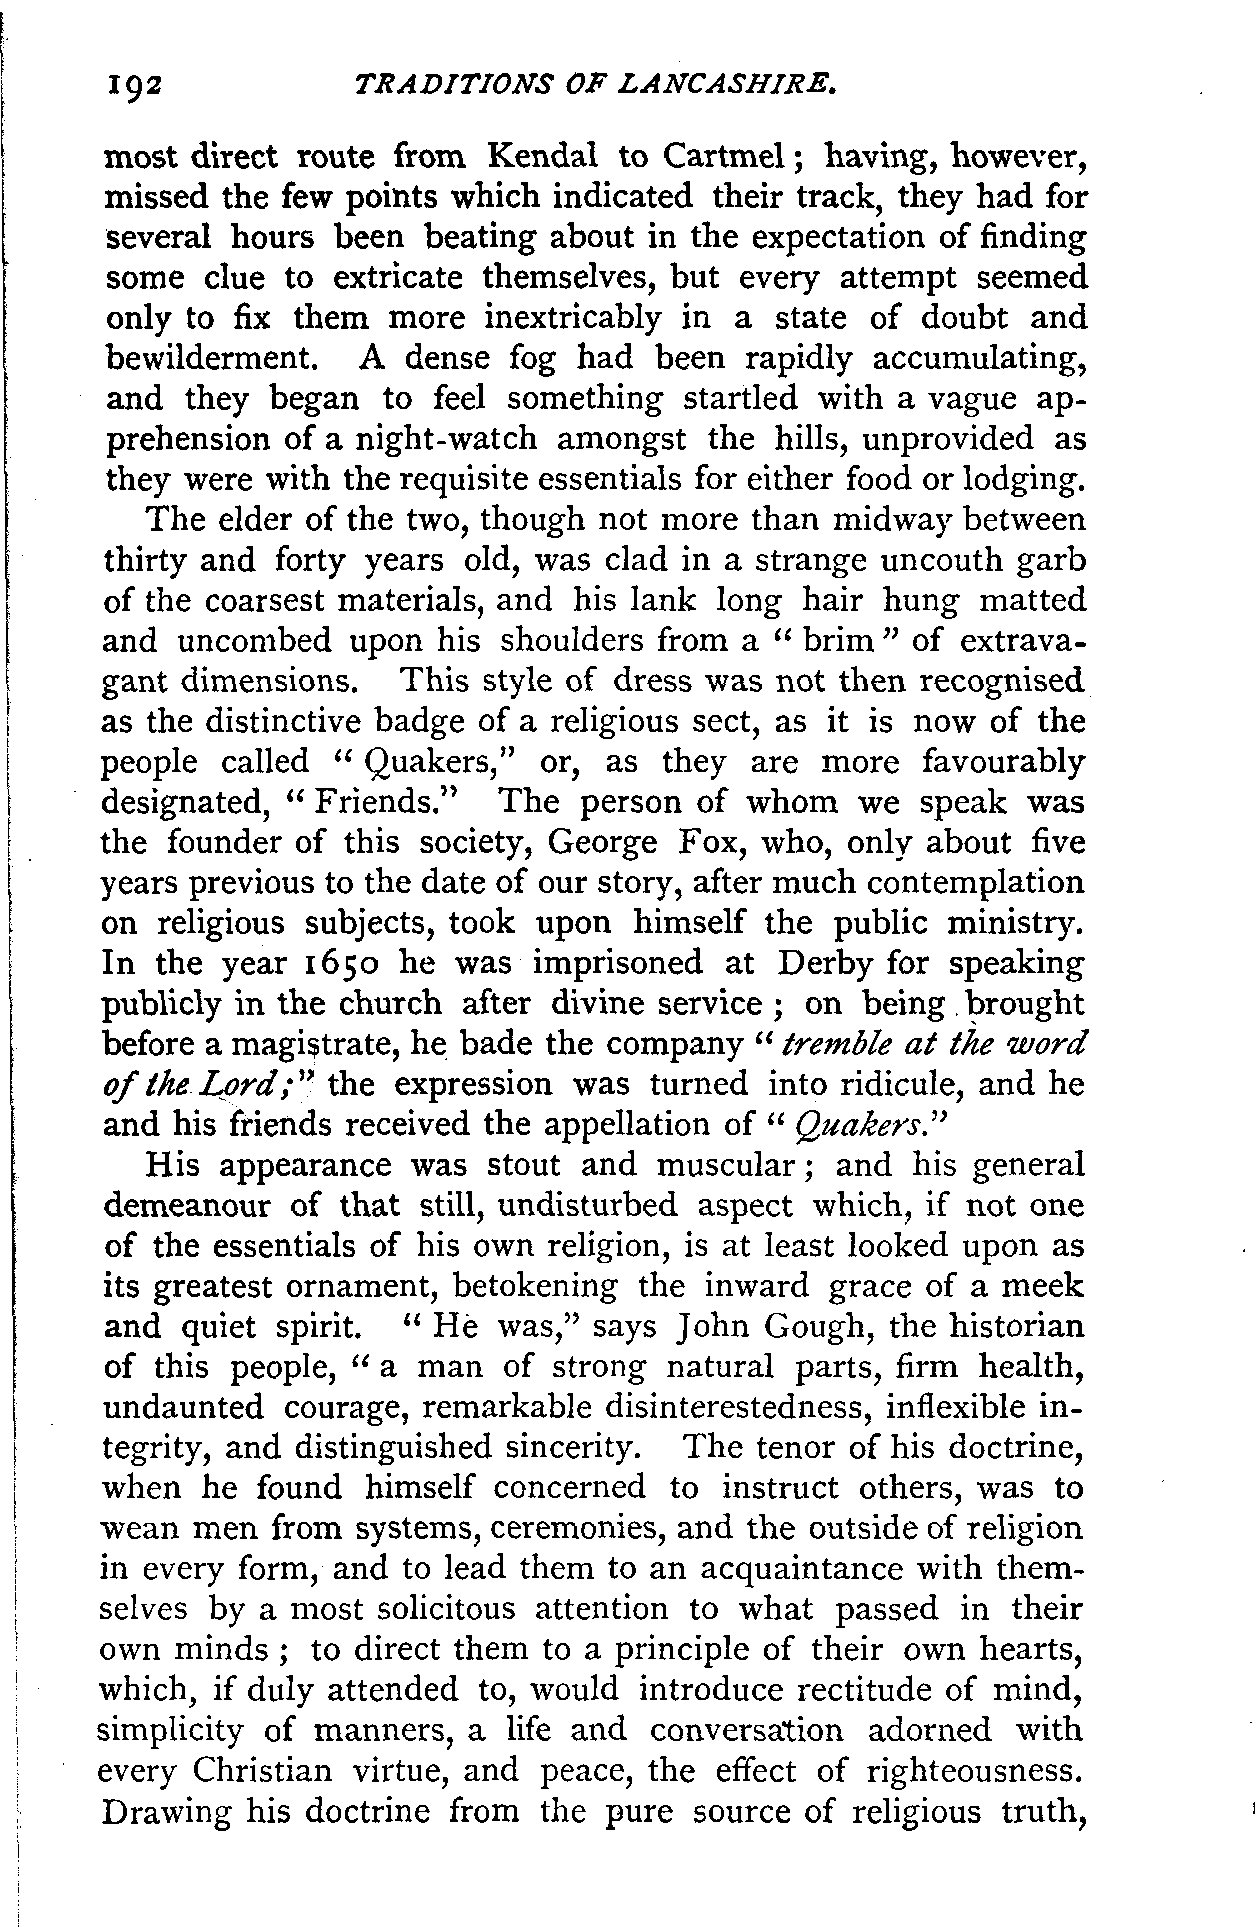 192 TRADITIONS OF LANCASHIRE.
most direct route from Kendal to Cartmel; having, however,
missed the few points which indicated their track, they had for
several hours been beating about in the expectation of finding
some clue to extricate themselves, but every attempt seemed
only to fix them more inextricably in a state of doubt and
bewilderment. A dense fog had been rapidly accumulating,
and they began to feel something startled with a vague ap-
prehension of a night-watch amongst the hills, unprovided as
they were with the requisite essentials for either food or lodging.
The elder of the two, though not more than midway between
thirty and forty years old, was clad in a strange uncouth garb
of the coarsest materials, and his lank long hair hung matted
and uncombed upon his shoulders from a "brim" of extrava-
gant dimensions. This style of dress was not then recognised
as the distinctive badge of a religious sect, as it is now of the
people called "Quakers," or, as they are more favourably
designated, "Friends." The person of whom we speak was
the founder of this society, George Fox, who, only about five
years previous to the date of our story, after much contemplation
on religious subjects, took upon himself the public ministry.
In the year 1650 he was imprisoned at Derby for speaking
publicly in the church after divine service; on being brought
before a magistrate, he bade the company "tremble at the word
of the Lord;" the expression was turned into ridicule, and he
and his friends received the appellation of "Quakers."
His appearance was stout and muscular; and his general
demeanour of that still, undisturbed aspect which, if not one
of the essentials of his own religion, is at least looked upon as
its greatest ornament, betokening the inward grace of a meek
and quiet spirit. "He was," says John Gough, the historian
of this people, "a man of strong natural parts, firm health,
undaunted courage, remarkable disinterestedness, inflexible in-
tegrity, and distinguished sincerity. The tenor of his doctrine,
when he found himself concerned to instruct others, was to
wean men from systems, ceremonies, and the outside of religion
in every form, and to lead them to an acquaintance with them-
selves by a most solicitous attention to what passed in their
own minds; to direct them to a principle of their own hearts,
which, if duly attended to, would introduce rectitude of mind,
simplicity of manners, a life and conversation adorned with
every Christian virtue, and peace, the effect of righteousness.
Drawing his doctrine from the pure source of religious truth,